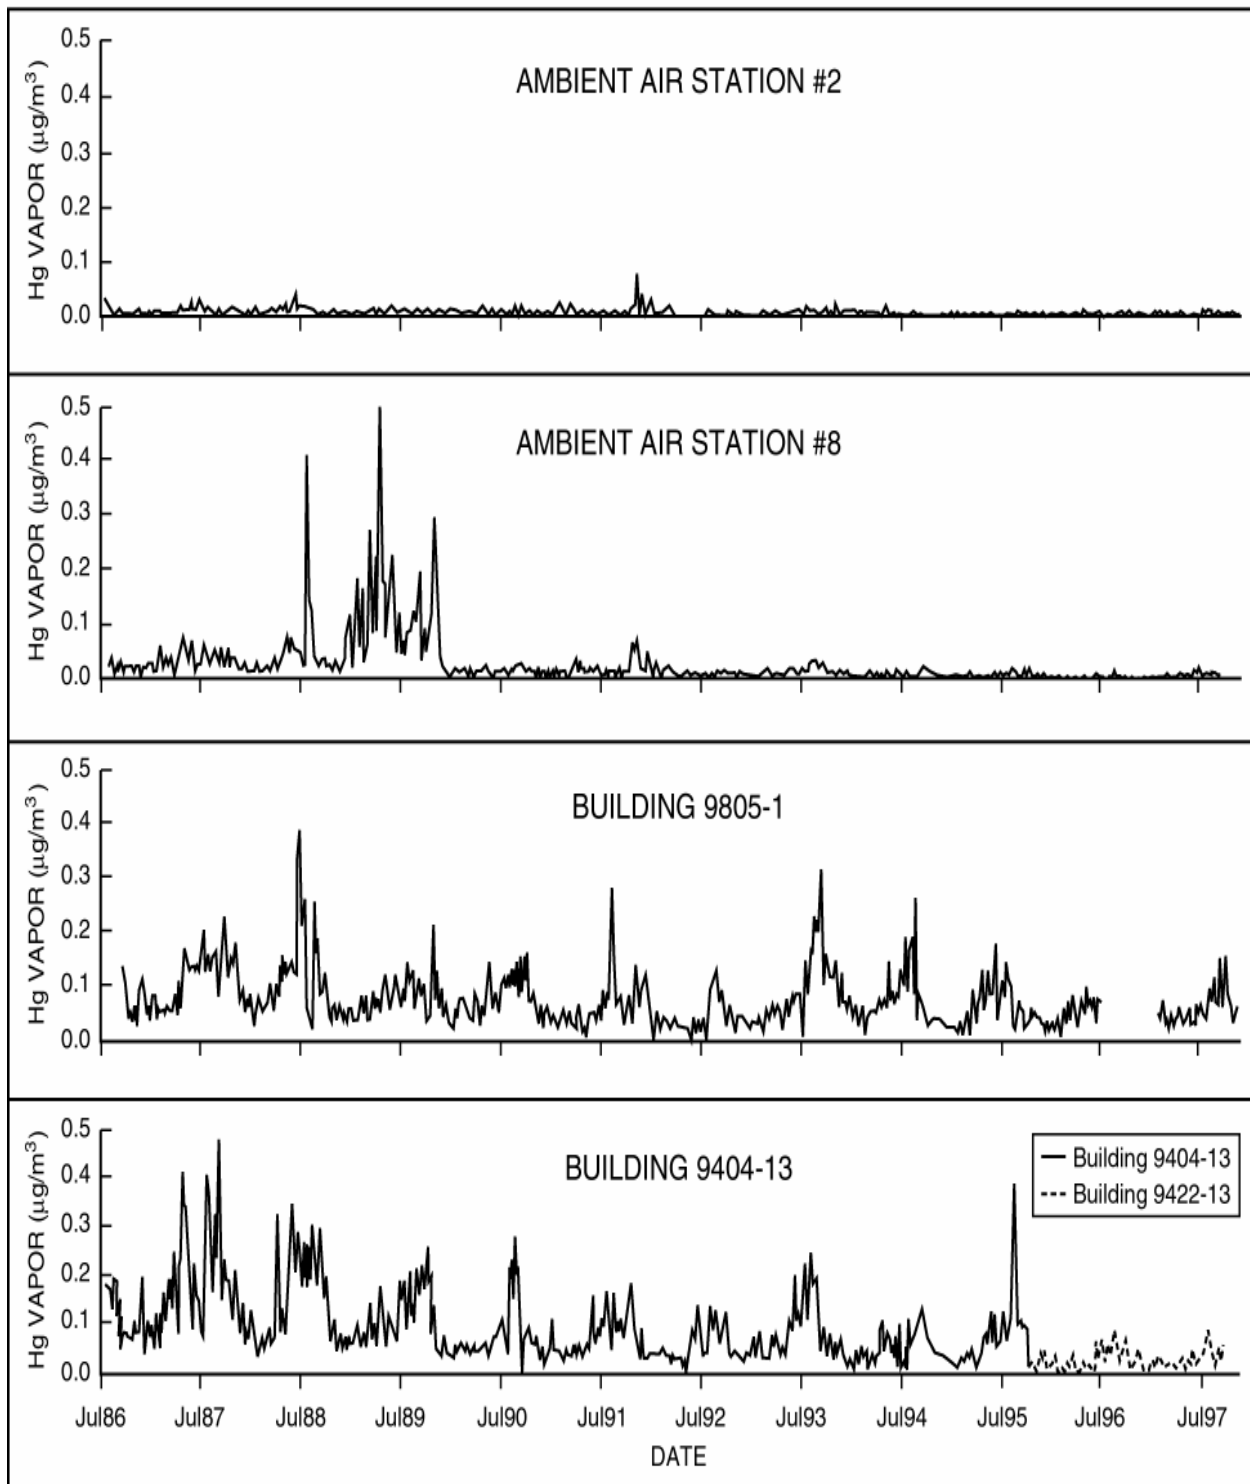 0.5
AMBIENT AIR STATION #2
0.4
0.3
0.2
0.1
0.0
Hg VAPOR (µg/m³)
0.5
AMBIENT AIR STATION #8
0.4
0.3
0.2
0.1
0.0
Hg VAPOR (µg/m³)
0.5
BUILDING 9805-1
0.4
0.3
0.2
0.1
0.0
Hg VAPOR (µg/m³)
0.5
BUILDING 9404-13
Building 9404-13
Building 9422-13
0.4
0.3
0.2
0.1
0.0
Hg VAPOR (µg/m³)
Jul86 Jul87 Jul88 Jul89 Jul90 Jul91 Jul92 Jul93 Jul94 Jul95 Jul96 Jul97
DATE